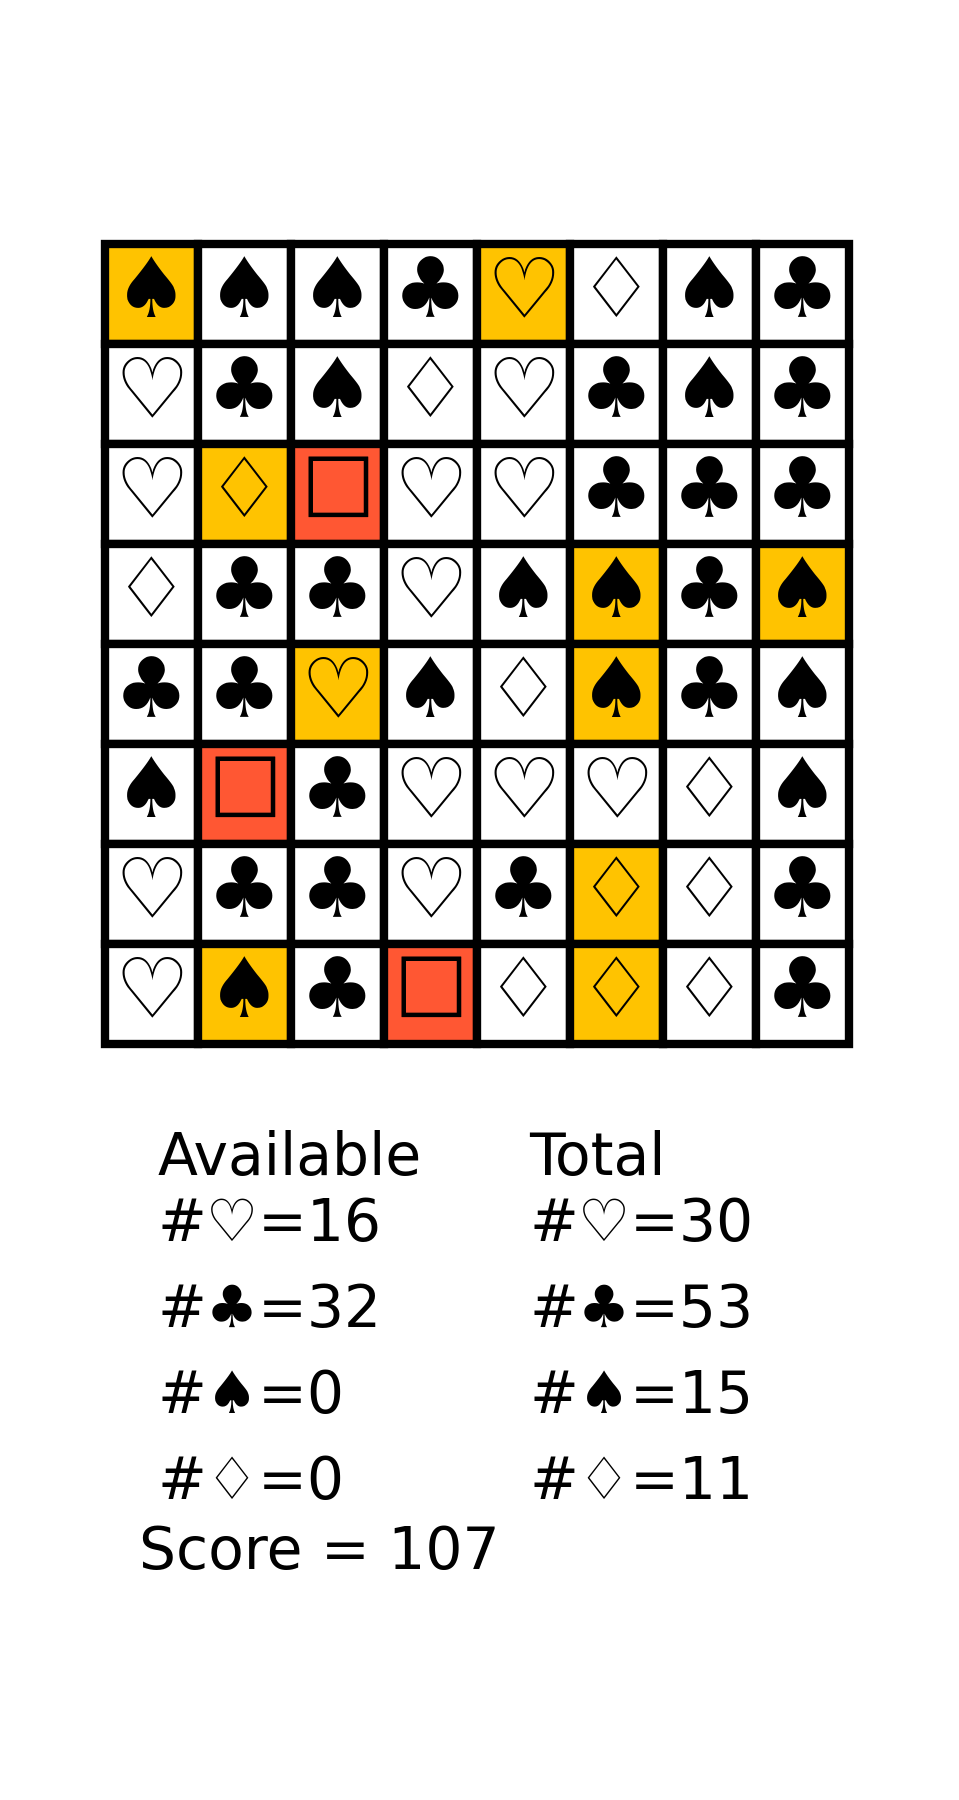 ♠ ♠ ♠ ♣ ♡ ♢ ♠ ♣
♡ ♣ ♠ ♢ ♡ ♣ ♠ ♣
♡ ♢ □ ♡ ♡ ♣ ♣ ♣
♢ ♣ ♣ ♡ ♠ ♠ ♣ ♠
♣ ♣ ♡ ♠ ♢ ♠ ♣ ♠
♠ □ ♣ ♡ ♡ ♡ ♢ ♠
♡ ♣ ♣ ♡ ♣ ♢ ♢ ♣
♡ ♠ ♣ □ ♢ ♢ ♢ ♣
Available Total
#♡=16 #♡=30
#♣=32 #♣=53
#♠=0 #♠=15
#♢=0 #♢=11
Score = 107